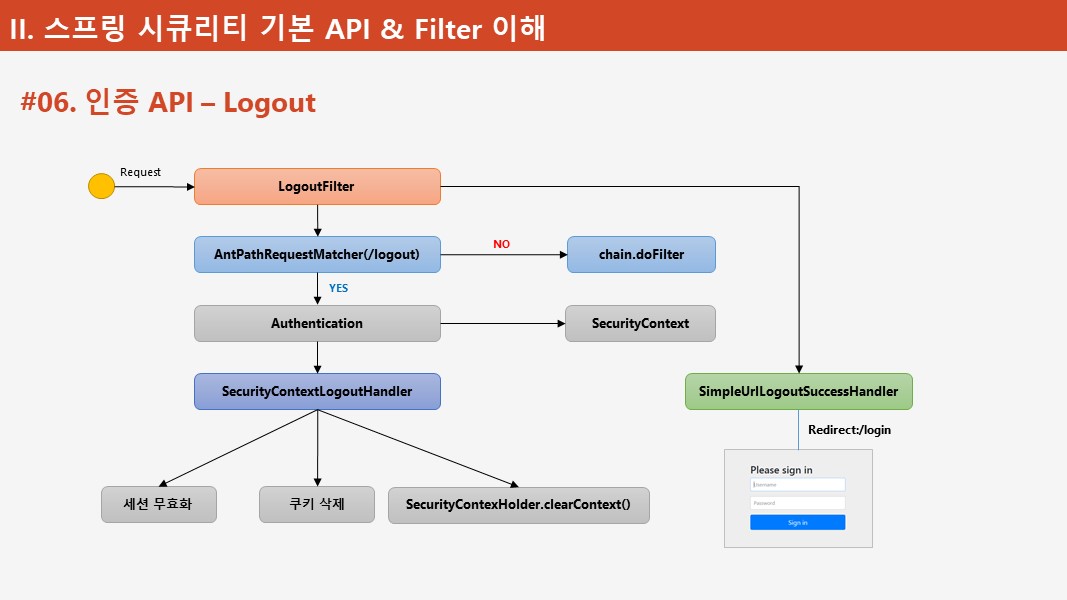 II. 스프링 시큐리티 기본 API & Filter 이해
#06. 인증 API – Logout
Request
LogoutFilter
AntPathRequestMatcher(/logout)
NO
chain.doFilter
YES
Authentication
SecurityContext
SecurityContextLogoutHandler
SimpleUrlLogoutSuccessHandler
Redirect:/login
세션 무효화
쿠키 삭제
SecurityContexHolder.clearContext()
Please sign in
Username
Password
Sign in